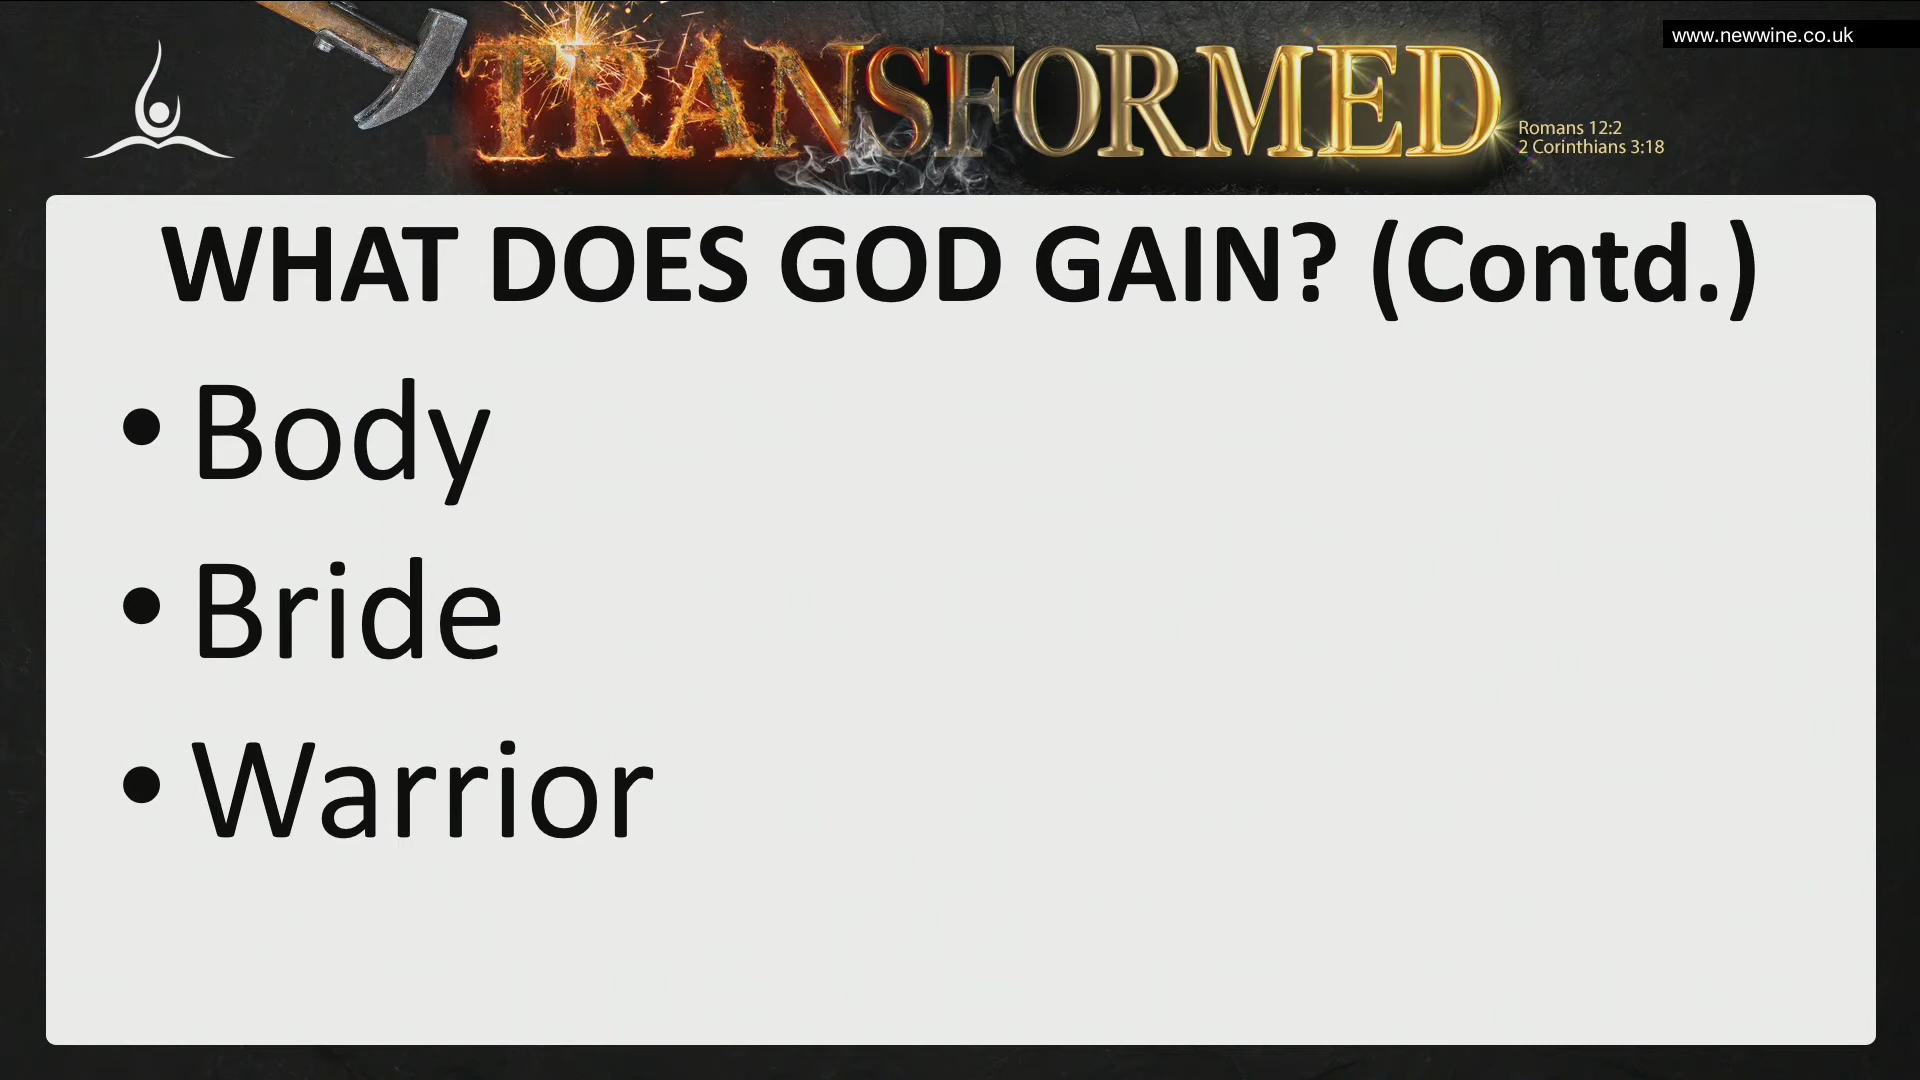 www.newwine.co.uk
TRANSFORMED
Romans 12:2
2 Corinthians 3:18
WHAT DOES GOD GAIN? (Contd.)
• Body
• Bride
• Warrior